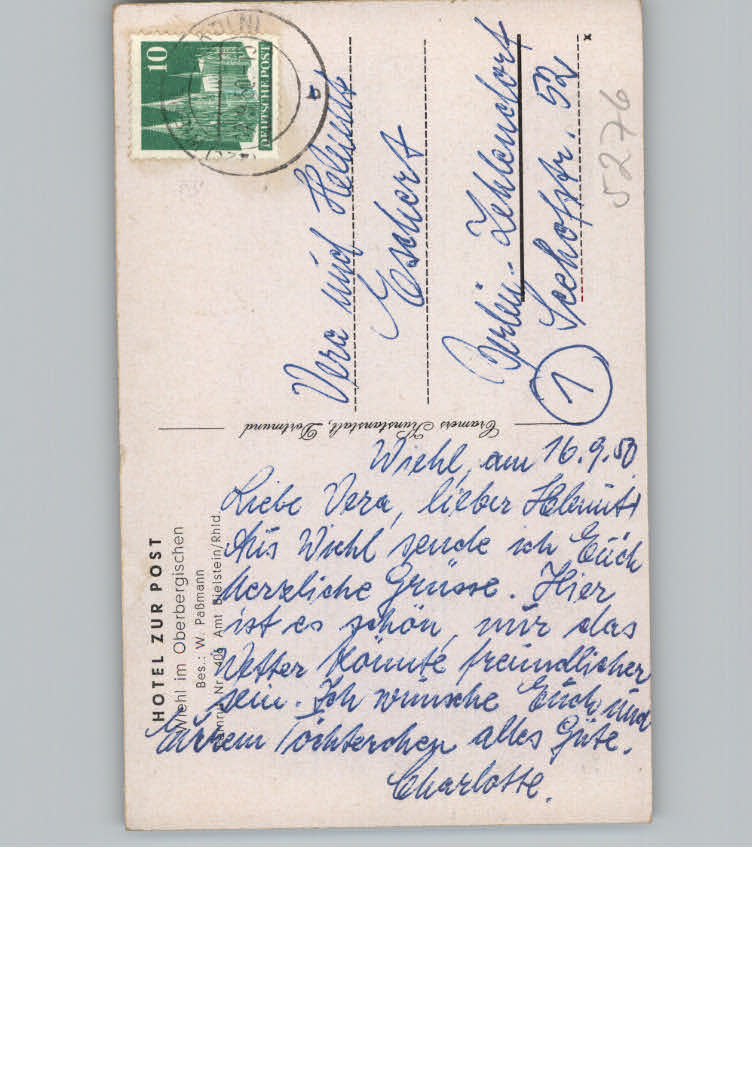 HOTEL ZUR POST
Wiehl im Oberbergischen
Bes.: W. Paßmann
Nr. 406 Amt Bielstein/Rhld.
Wiehl, am 16.9.50
Liebe Vera, lieber Helmut!
Aus Wiehl sende ich Euch
herzliche Grüsse. Hier
ist es schön, nur das
Wetter könnte freundlicher
sein. Ich wünsche Euch und
Eurem Töchterchen alles Gute.
Charlotte.
Cramers Kunstanstalt, Dortmund
10
DEUTSCHE POST
a
Vera und Helmut
Eschert
Berlin-Zehlendorf
Seehofstr. 52
1
x
5276